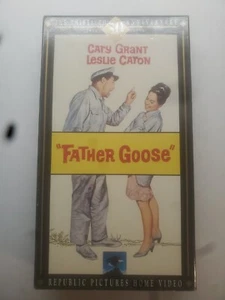 CARY GRANT
LESLIE CARON
"FATHER GOOSE"
REPUBLIC PICTURES HOME VIDEO